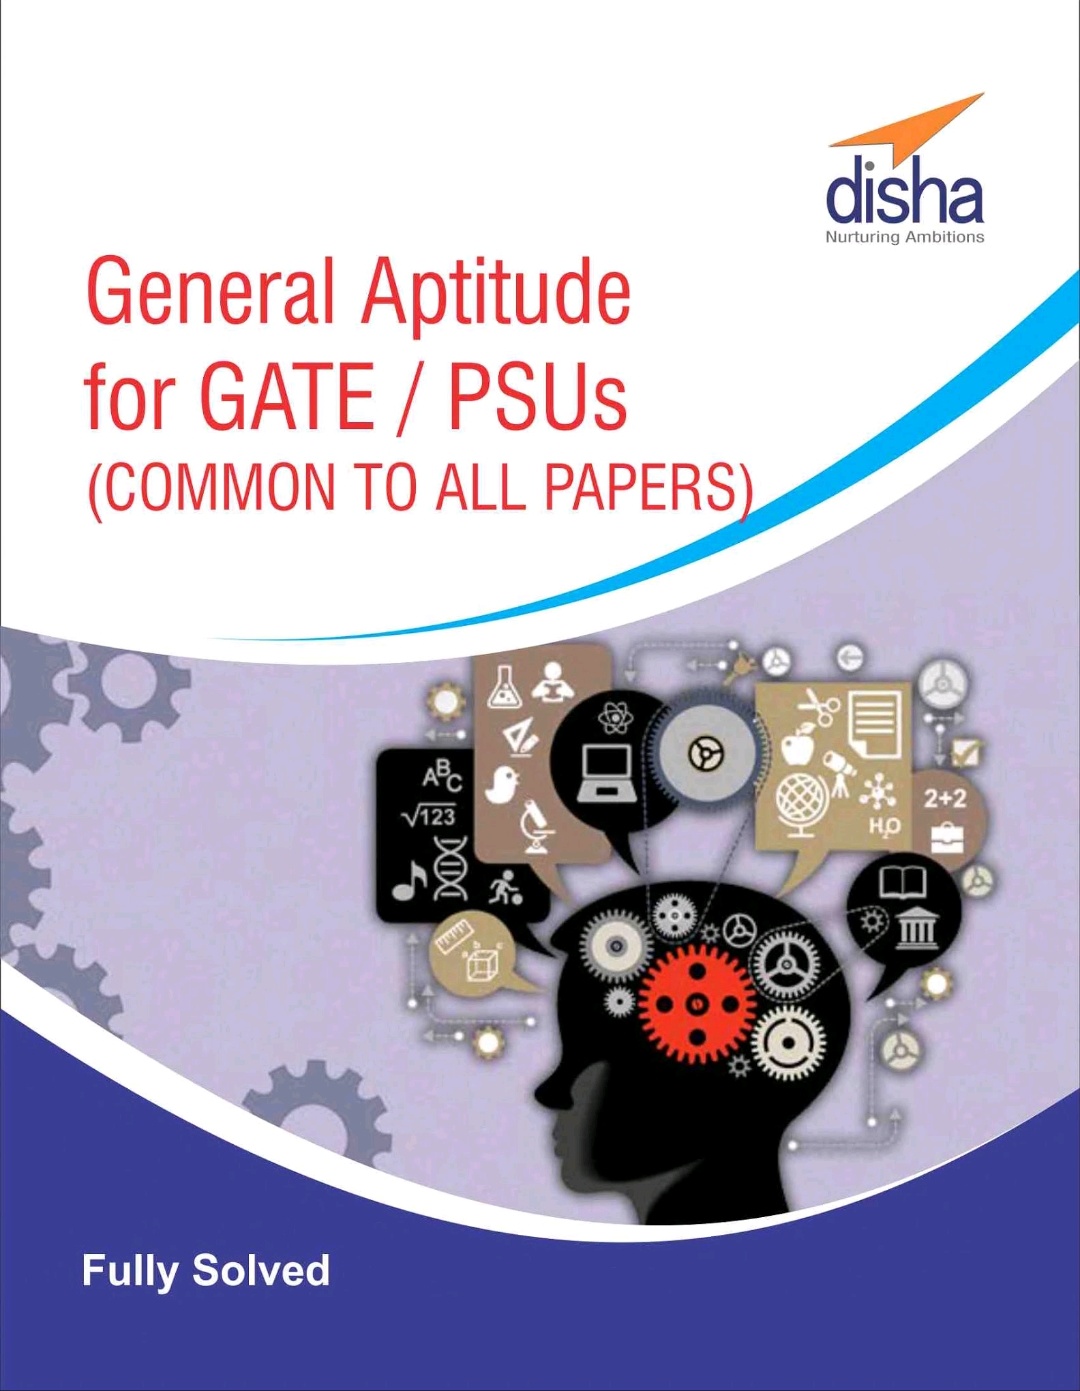 disha
Nurturing Ambitions
General Aptitude
for GATE / PSUs
(COMMON TO ALL PAPERS)
ABC
√123
2+2
H₂O
a b c
Fully Solved